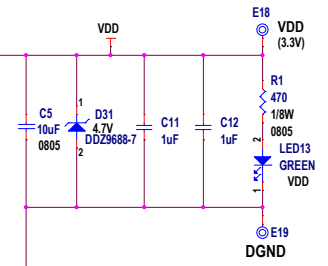 E18
VDD
VDD
(3.3V)
R1
470
1/8W
0805
C5
10uF
0805
1
D31
4.7V
DDZ9688-7
2
C11
1uF
C12
1uF
2
LED13
GREEN
VDD
1
E19
DGND